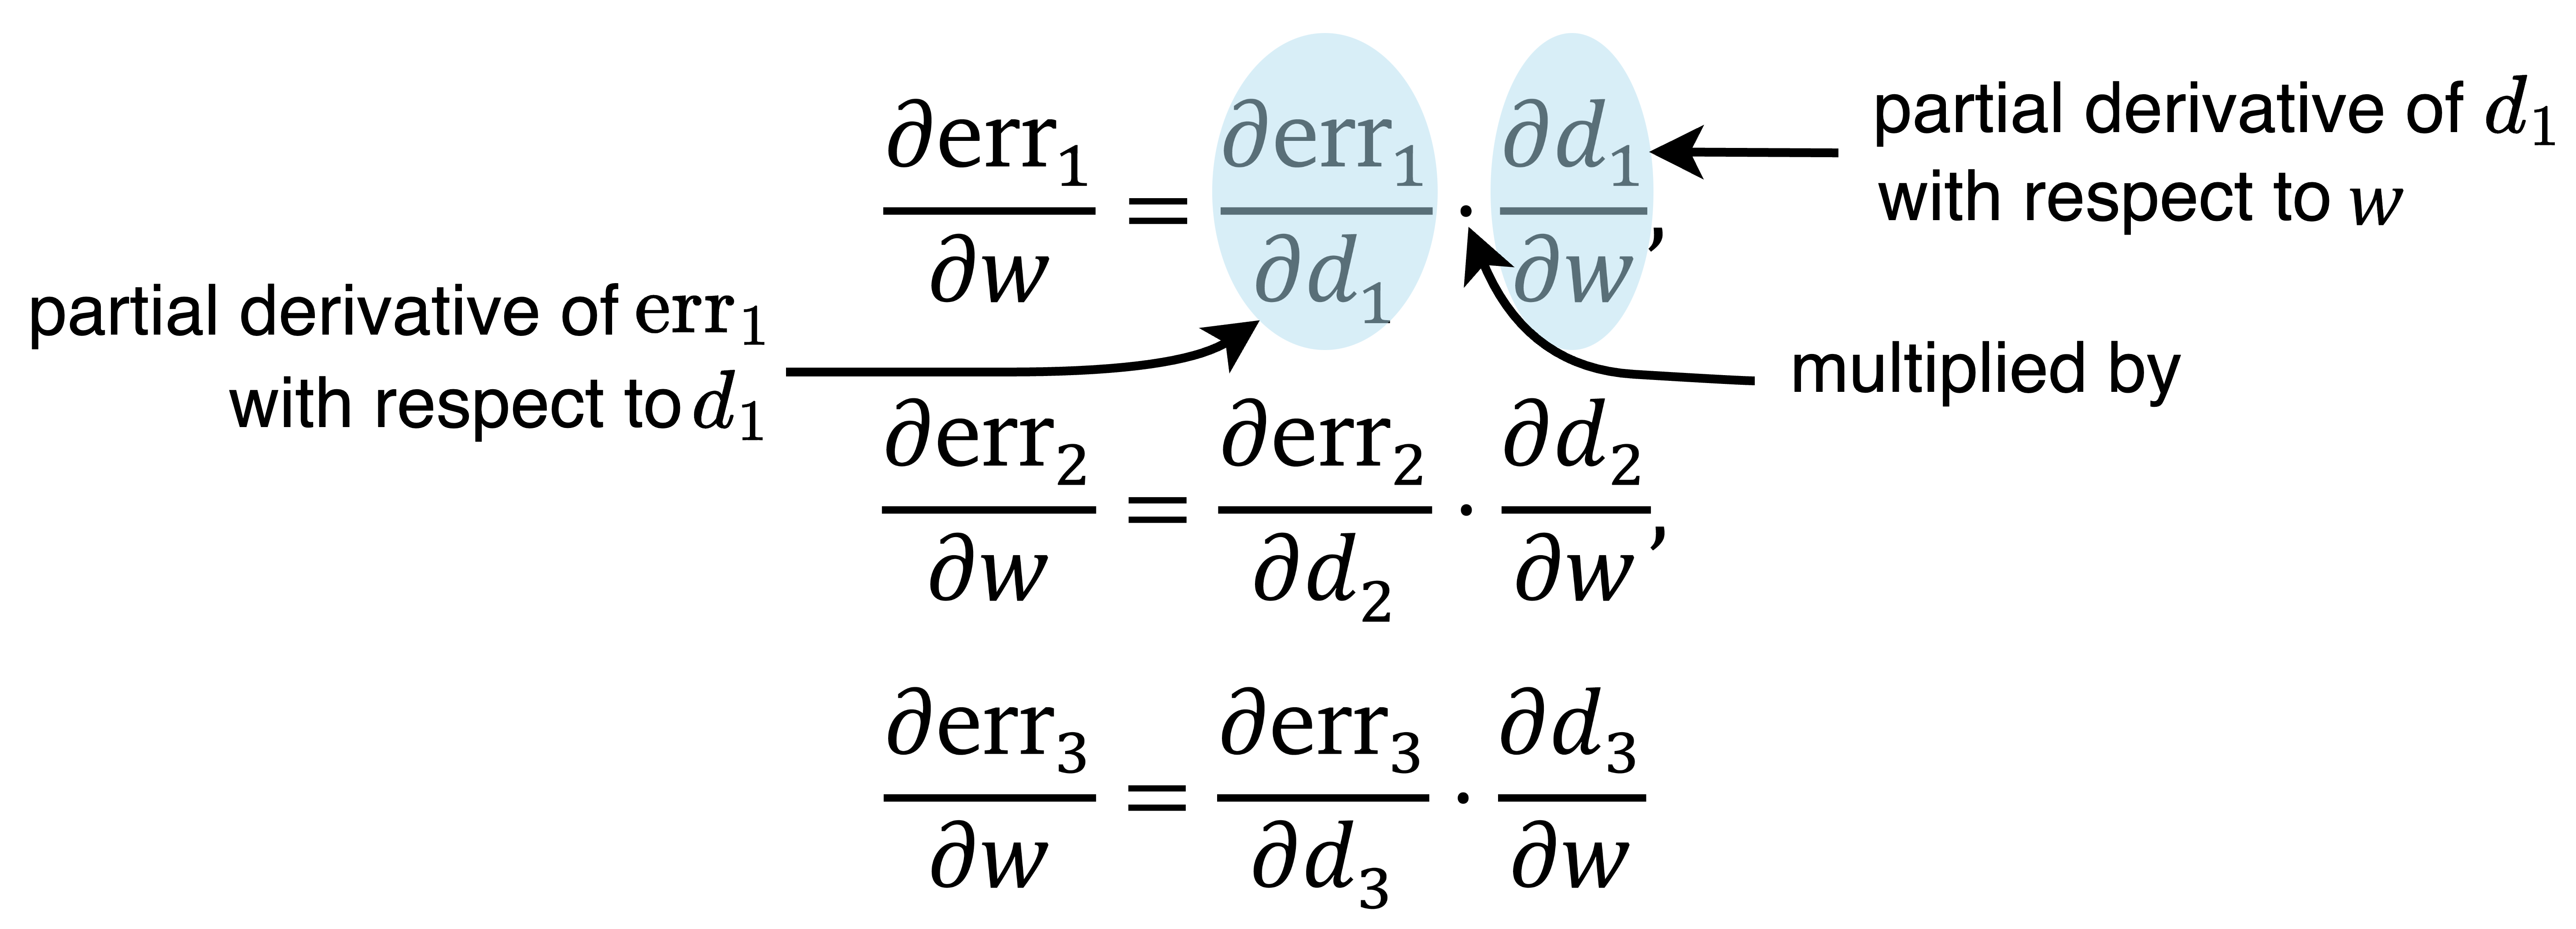 ∂err₁/∂w = ∂err₁/∂d₁ · ∂d₁/∂w,
partial derivative of d₁
with respect to w
partial derivative of err₁
with respect to d₁
multiplied by
∂err₂/∂w = ∂err₂/∂d₂ · ∂d₂/∂w,
∂err₃/∂w = ∂err₃/∂d₃ · ∂d₃/∂w